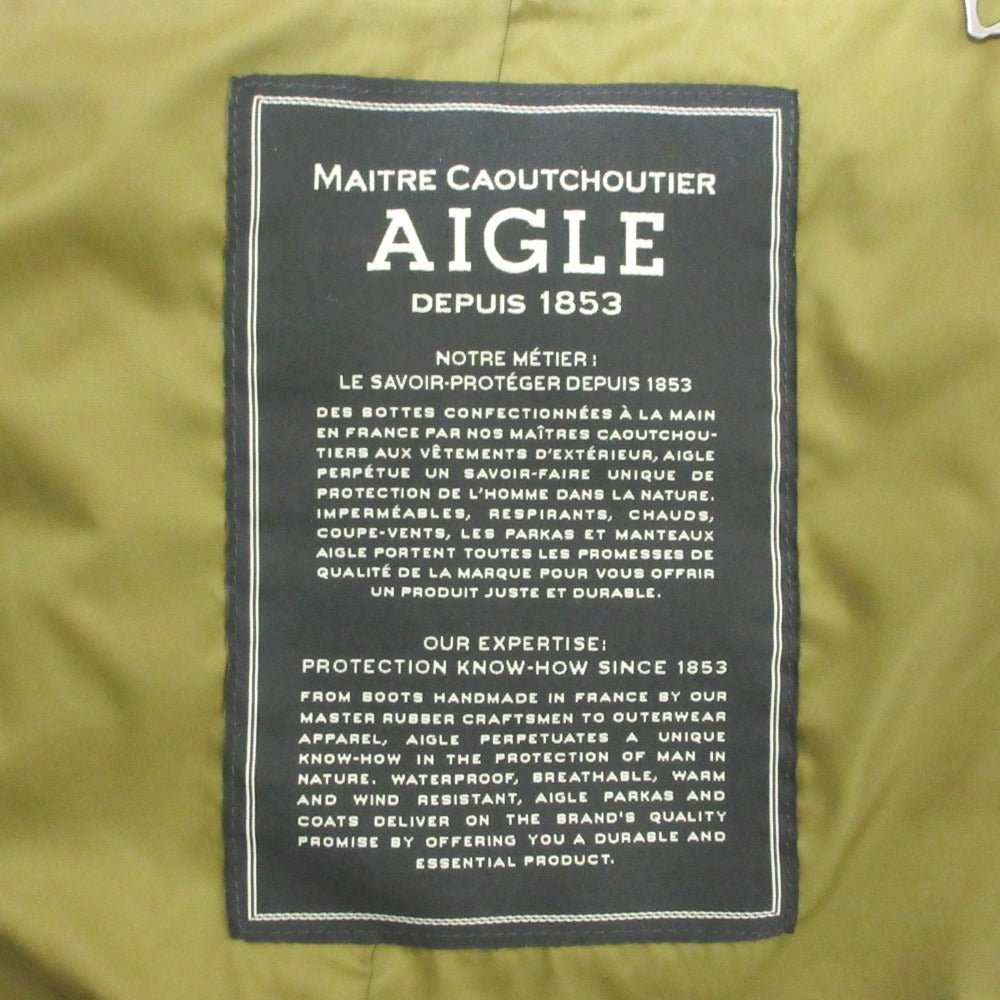 MAITRE CAOUTCHOUTIER
AIGLE
DEPUIS 1853
NOTRE MÉTIER:
LE SAVOIR-PROTÉGER DEPUIS 1853
DES BOTTES CONFECTIONNÉES À LA MAIN
EN FRANCE PAR NOS MAÎTRES CAOUTCHOU-
TIERS AUX VÊTEMENTS D'EXTÉRIEUR, AIGLE
PERPÉTUE UN SAVOIR-FAIRE UNIQUE DE
PROTECTION DE L'HOMME DANS LA NATURE.
IMPERMÉABLES, RESPIRANTS, CHAUDS,
COUPE-VENTS, LES PARKAS ET MANTEAUX
AIGLE PORTENT TOUTES LES PROMESSES DE
QUALITÉ DE LA MARQUE POUR VOUS OFFRIR
UN PRODUIT JUSTE ET DURABLE.
OUR EXPERTISE:
PROTECTION KNOW-HOW SINCE 1853
FROM BOOTS HANDMADE IN FRANCE BY OUR
MASTER RUBBER CRAFTSMEN TO OUTERWEAR
APPAREL, AIGLE PERPETUATES A UNIQUE
KNOW-HOW IN THE PROTECTION OF MAN IN
NATURE. WATERPROOF, BREATHABLE, WARM
AND WIND RESISTANT, AIGLE PARKAS AND
COATS DELIVER ON THE BRAND'S QUALITY
PROMISE BY OFFERING YOU A DURABLE AND
ESSENTIAL PRODUCT.